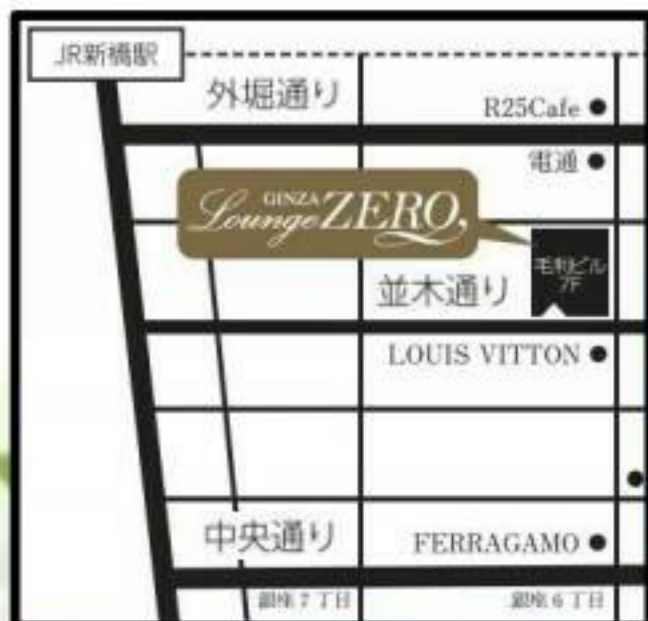 JR新橋駅
外堀通り
R25Cafe
電通
GINZA
Lounge ZERO,
毛利ビル
7F
並木通り
LOUIS VITTON
中央通り
FERRAGAMO
銀座7丁目
銀座6丁目